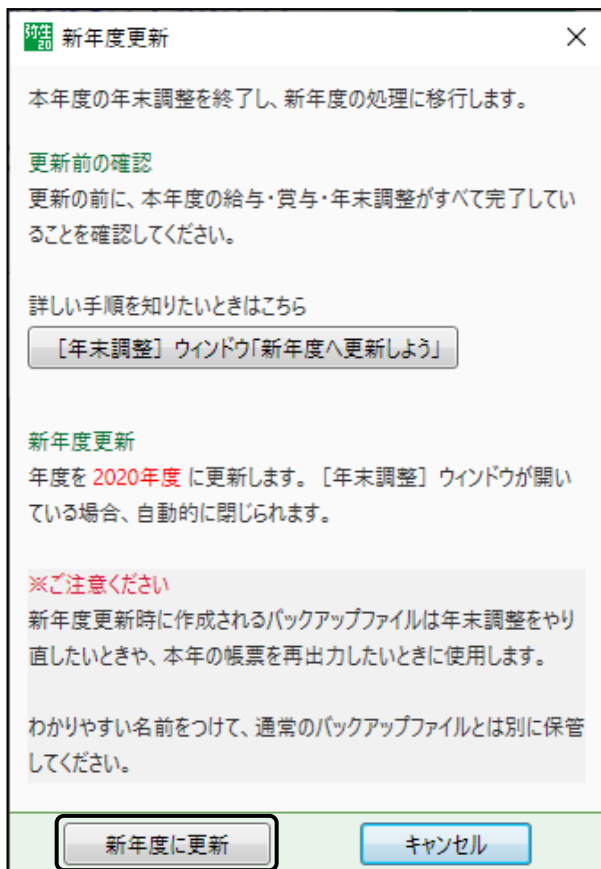 弥生
20
新年度更新
本年度の年末調整を終了し、新年度の処理に移行します。
更新前の確認
更新の前に、本年度の給与・賞与・年末調整がすべて完了してい
ることを確認してください。
詳しい手順を知りたいときはこちら
[年末調整] ウィンドウ「新年度へ更新しよう」
新年度更新
年度を 2020年度 に更新します。 [年末調整] ウィンドウが開い
ている場合、自動的に閉じられます。
※ご注意ください
新年度更新時に作成されるバックアップファイルは年末調整をやり
直したいときや、本年の帳票を再出力したいときに使用します。
わかりやすい名前をつけて、通常のバックアップファイルとは別に保管
してください。
新年度に更新
キャンセル